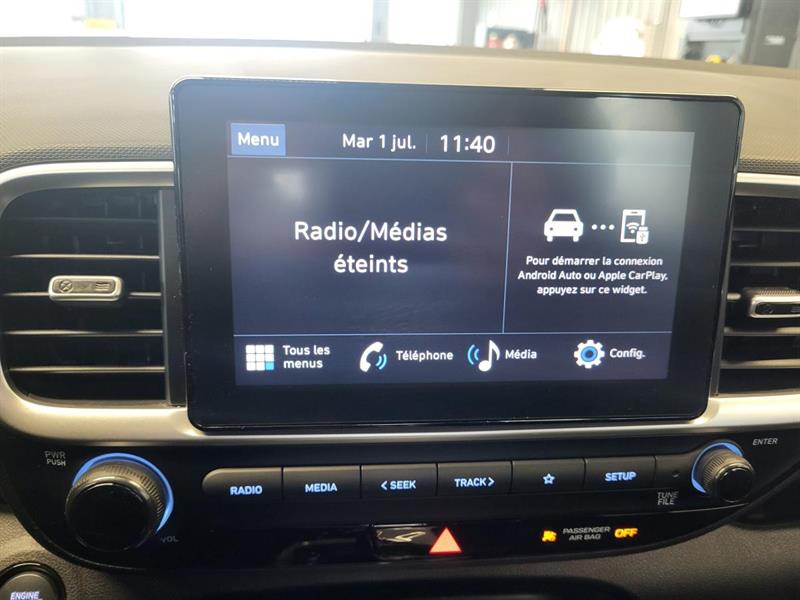 Menu
Mar 1 jul.
11:40
Radio/Médias
éteints
Pour démarrer la connexion
Android Auto ou Apple CarPlay,
appuyez sur ce widget.
Tous les
menus
Téléphone
Média
Config.
PWR
PUSH
VOL
RADIO
MEDIA
< SEEK
TRACK >
☆
SETUP
ENTER
TUNE
FILE
PASSENGER
AIR BAG
OFF
ENGINE